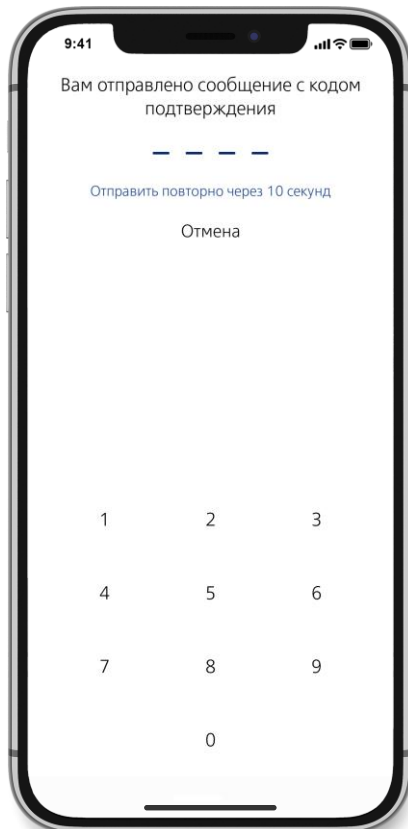 9:41
Вам отправлено сообщение с кодом
подтверждения
Отправить повторно через 10 секунд
Отмена
1 2 3
4 5 6
7 8 9
0